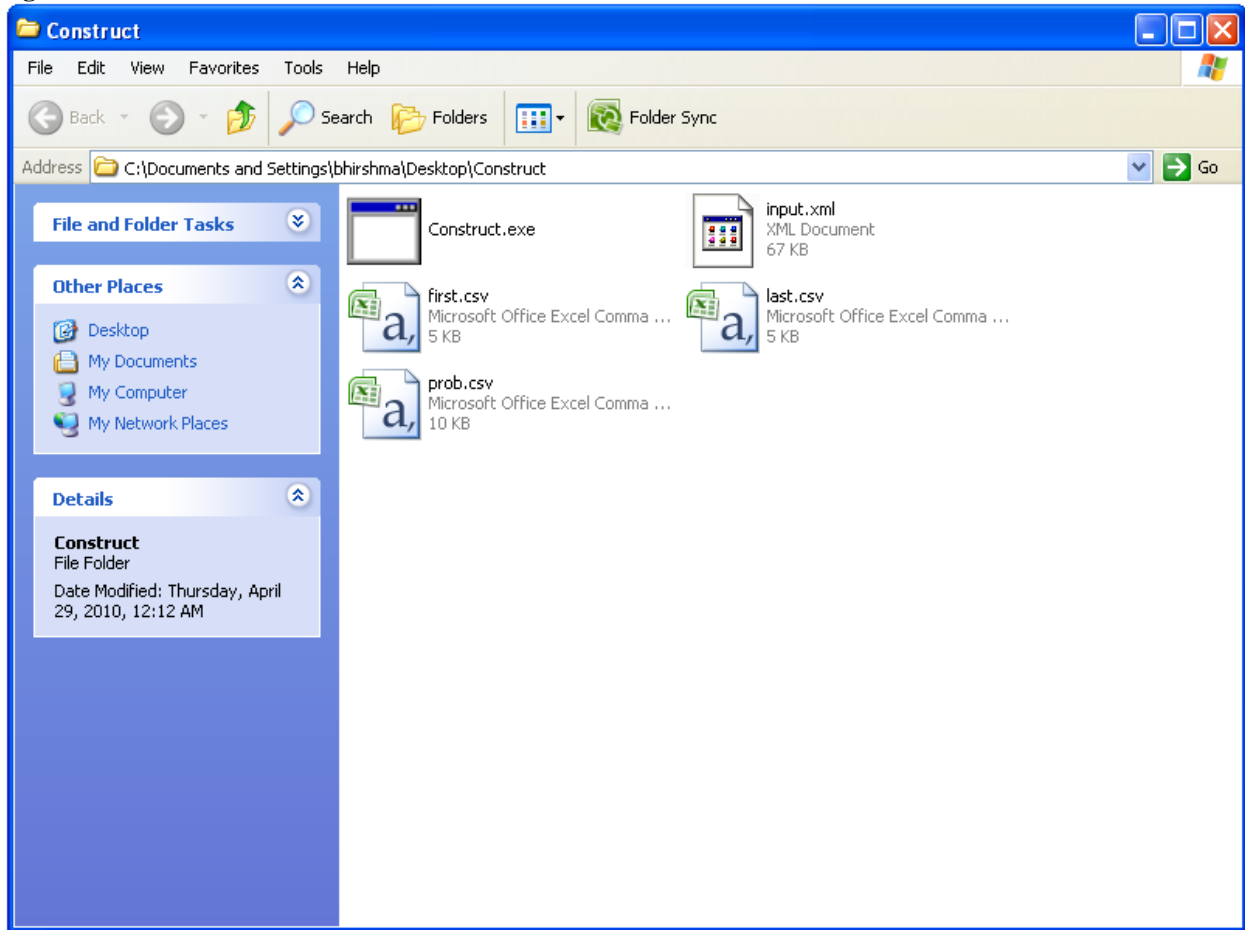 Construct
File Edit View Favorites Tools Help
Back Search Folders Folder Sync
Address C:\Documents and Settings\bhirshma\Desktop\Construct Go
File and Folder Tasks
Other Places
Desktop
My Documents
My Computer
My Network Places
Details
Construct
File Folder
Date Modified: Thursday, April
29, 2010, 12:12 AM
Construct.exe
input.xml
XML Document
67 KB
first.csv
Microsoft Office Excel Comma ...
5 KB
last.csv
Microsoft Office Excel Comma ...
5 KB
prob.csv
Microsoft Office Excel Comma ...
10 KB